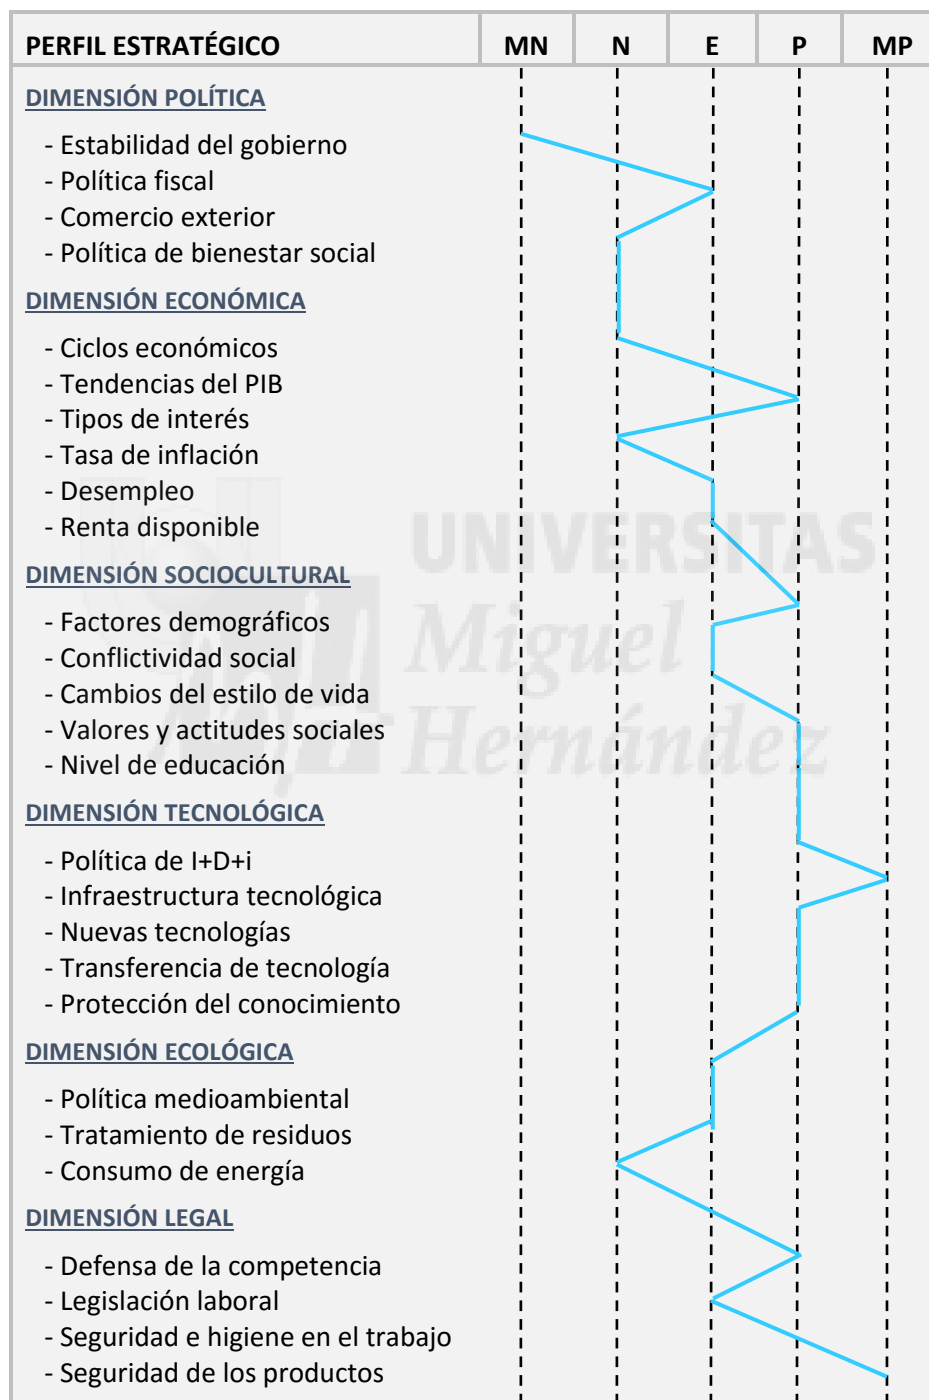 PERFIL ESTRATÉGICO MN N E P MP
DIMENSIÓN POLÍTICA
- Estabilidad del gobierno
- Política fiscal
- Comercio exterior
- Política de bienestar social
DIMENSIÓN ECONÓMICA
- Ciclos económicos
- Tendencias del PIB
- Tipos de interés
- Tasa de inflación
- Desempleo
- Renta disponible
UNIVERSITAS
Miguel
Hernández
DIMENSIÓN SOCIOCULTURAL
- Factores demográficos
- Conflictividad social
- Cambios del estilo de vida
- Valores y actitudes sociales
- Nivel de educación
DIMENSIÓN TECNOLÓGICA
- Política de I+D+i
- Infraestructura tecnológica
- Nuevas tecnologías
- Transferencia de tecnología
- Protección del conocimiento
DIMENSIÓN ECOLÓGICA
- Política medioambiental
- Tratamiento de residuos
- Consumo de energía
DIMENSIÓN LEGAL
- Defensa de la competencia
- Legislación laboral
- Seguridad e higiene en el trabajo
- Seguridad de los productos